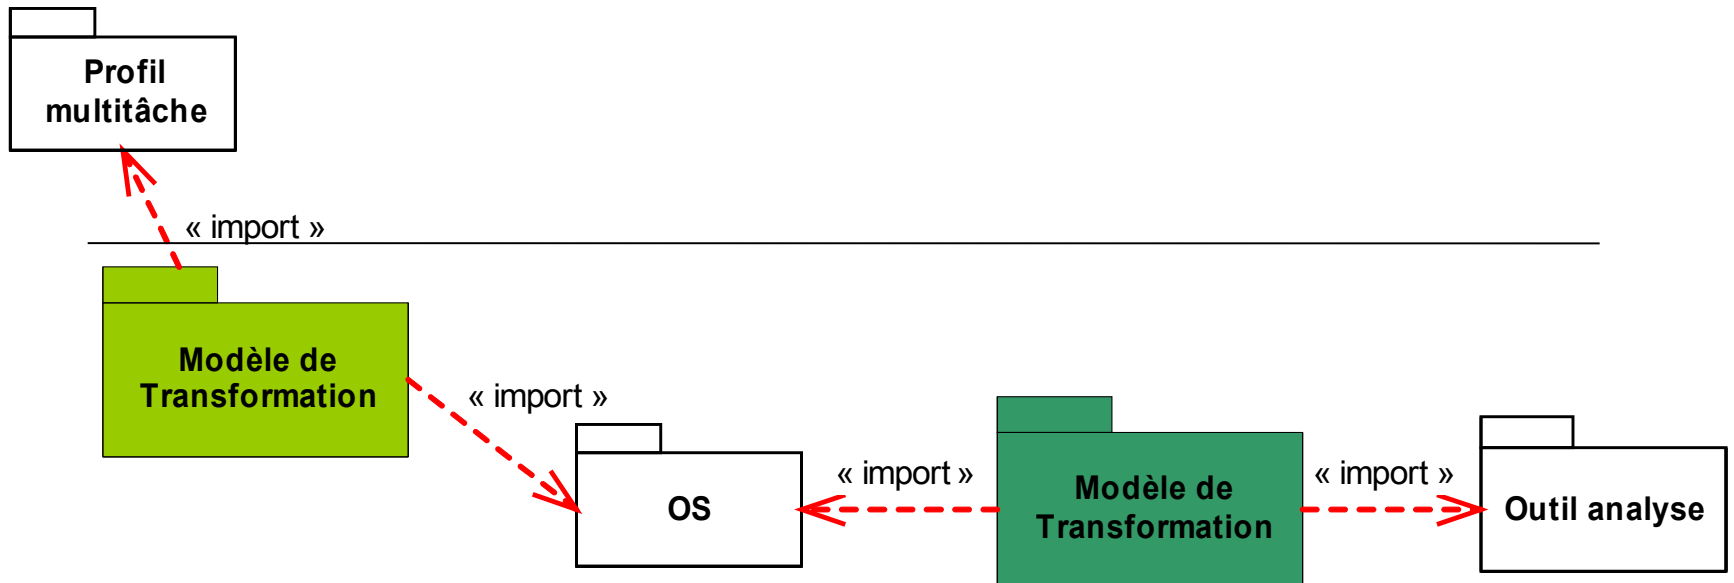 Profil
multitâche
« import »
Modèle de
Transformation
« import »
OS
« import »
Modèle de
Transformation
« import »
Outil analyse